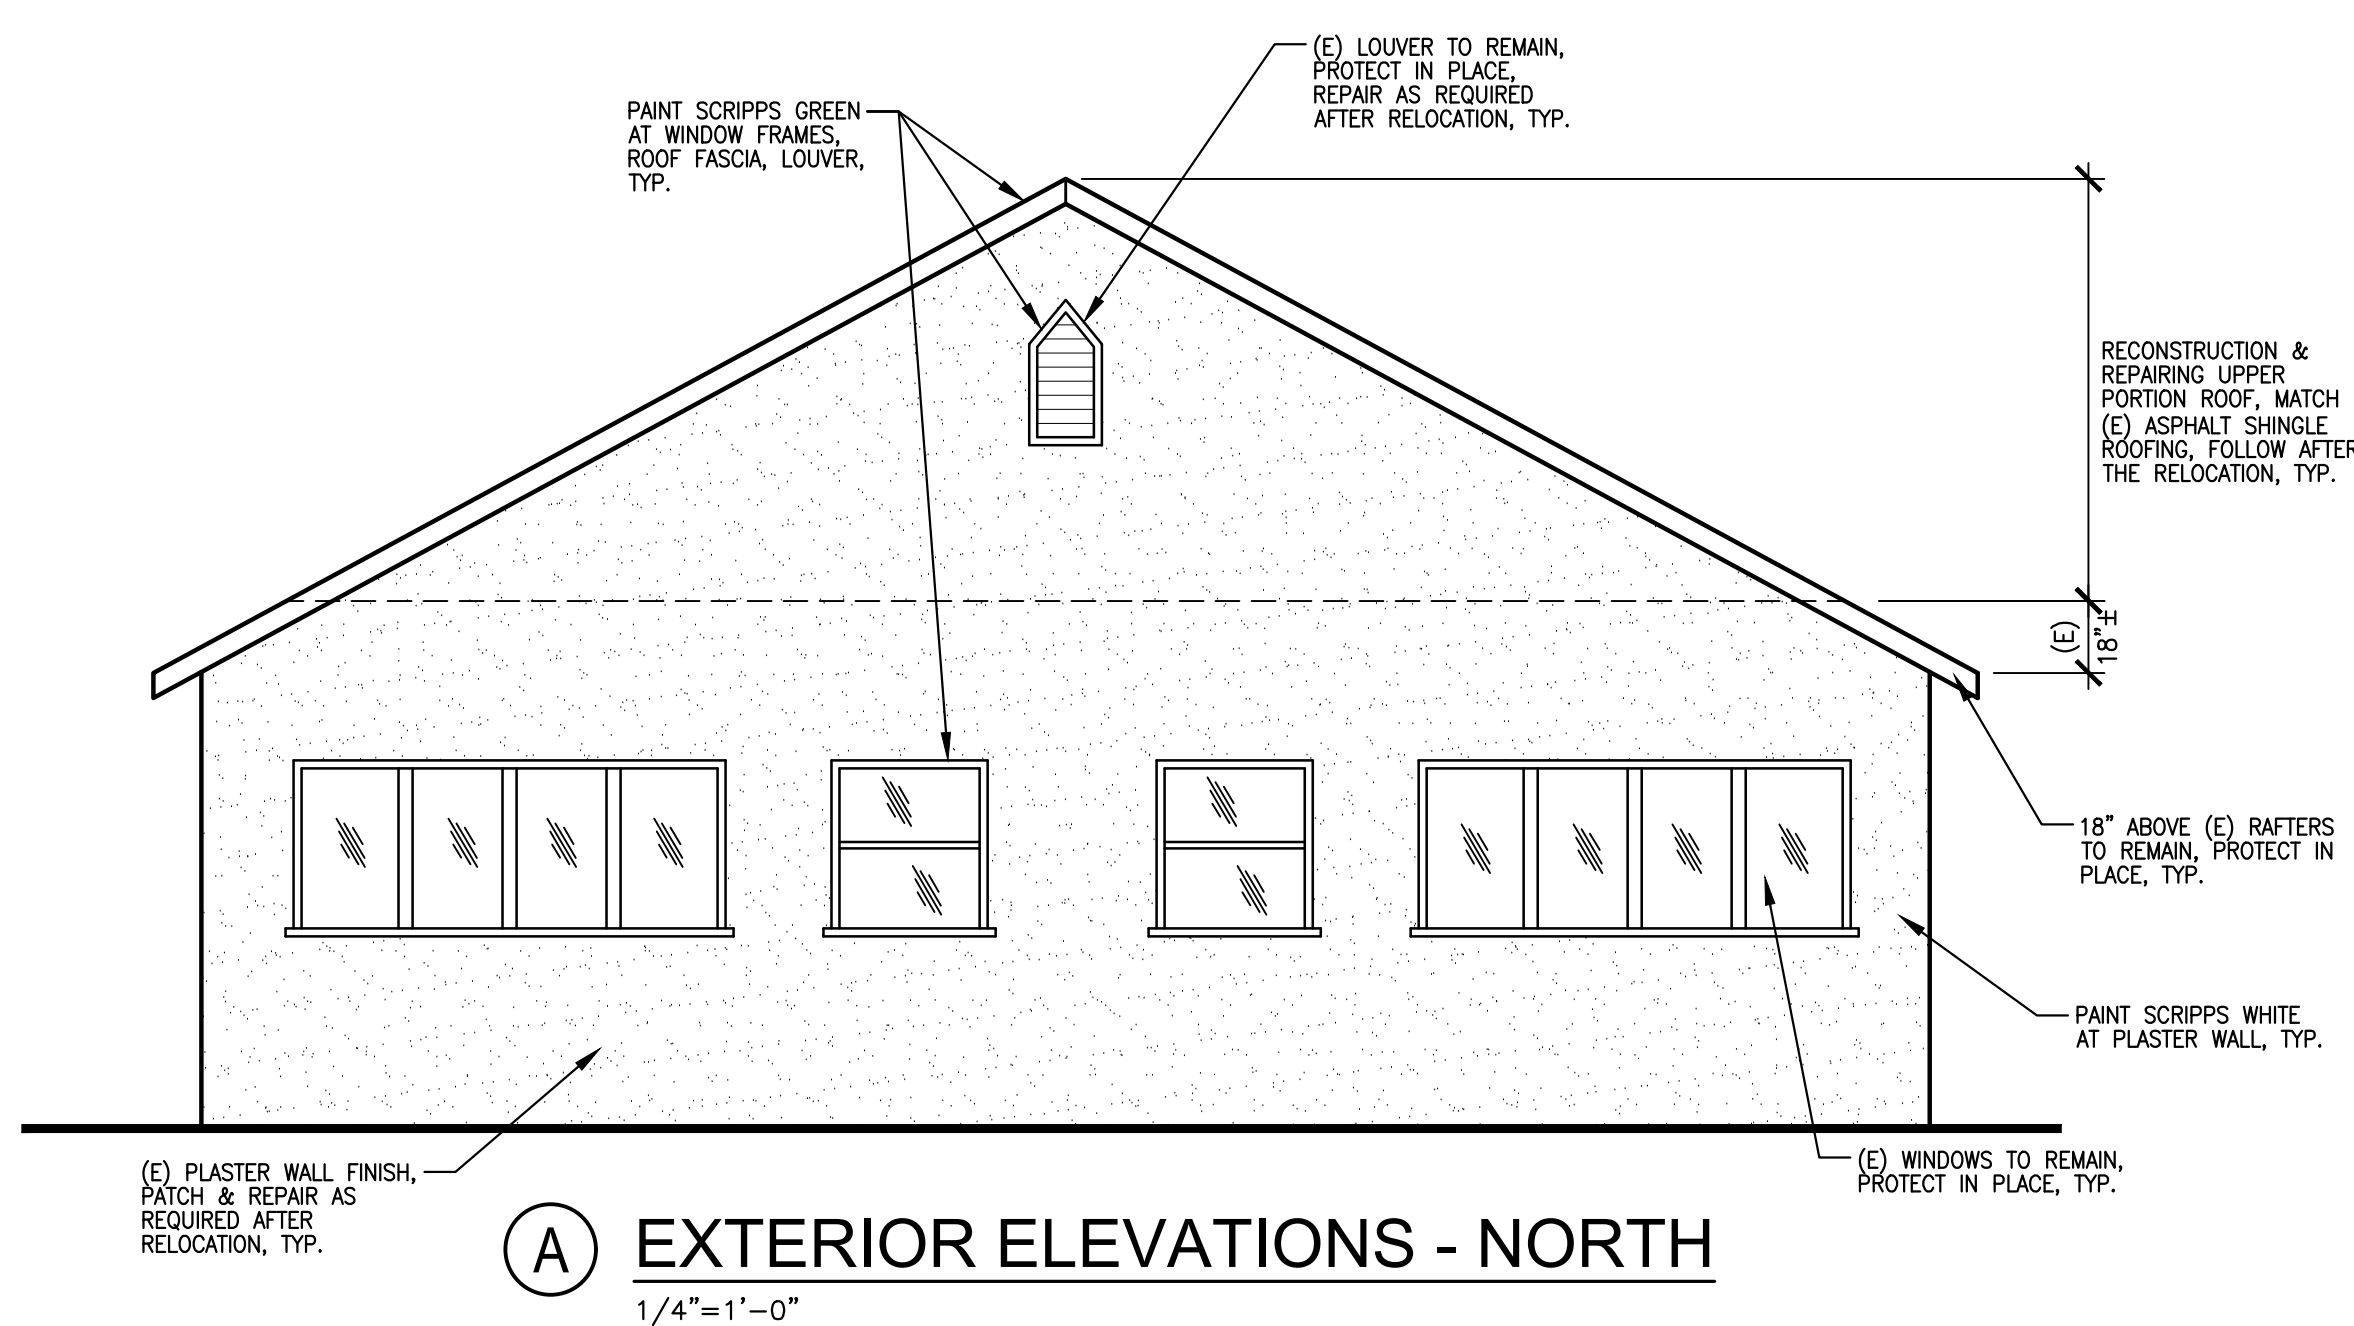 (E) LOUVER TO REMAIN,
PROTECT IN PLACE,
REPAIR AS REQUIRED
AFTER RELOCATION, TYP.
PAINT SCRIPPS GREEN
AT WINDOW FRAMES,
ROOF FASCIA, LOUVER,
TYP.
RECONSTRUCTION &
REPAIRING UPPER
PORTION ROOF, MATCH
(E) ASPHALT SHINGLE
ROOFING, FOLLOW AFTER
THE RELOCATION, TYP.
(E)
18"±
18" ABOVE (E) RAFTERS
TO REMAIN, PROTECT IN
PLACE, TYP.
PAINT SCRIPPS WHITE
AT PLASTER WALL, TYP.
(E) WINDOWS TO REMAIN,
PROTECT IN PLACE, TYP.
(E) PLASTER WALL FINISH,
PATCH & REPAIR AS
REQUIRED AFTER
RELOCATION, TYP.
A
EXTERIOR ELEVATIONS - NORTH
1/4"=1'-0"